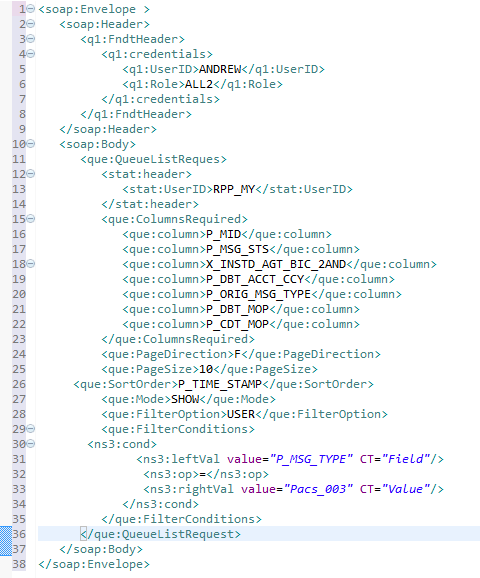 1 <soap:Envelope >
2 <soap:Header>
3 <q1:FndtHeader>
4 <q1:credentials>
5 <q1:UserID>ANDREW</q1:UserID>
6 <q1:Role>ALL2</q1:Role>
7 </q1:credentials>
8 </q1:FndtHeader>
9 </soap:Header>
10 <soap:Body>
11 <que:QueueListReques>
12 <stat:header>
13 <stat:UserID>RPP_MY</stat:UserID>
14 </stat:header>
15 <que:ColumnsRequired>
16 <que:column>P_MID</que:column>
17 <que:column>P_MSG_STS</que:column>
18 <que:column>X_INSTD_AGT_BIC_2AND</que:column>
19 <que:column>P_DBT_ACCT_CCY</que:column>
20 <que:column>P_ORIG_MSG_TYPE</que:column>
21 <que:column>P_DBT_MOP</que:column>
22 <que:column>P_CDT_MOP</que:column>
23 </que:ColumnsRequired>
24 <que:PageDirection>F</que:PageDirection>
25 <que:PageSize>10</que:PageSize>
26 <que:SortOrder>P_TIME_STAMP</que:SortOrder>
27 <que:Mode>SHOW</que:Mode>
28 <que:FilterOption>USER</que:FilterOption>
29 <que:FilterConditions>
30 <ns3:cond>
31 <ns3:leftVal value="P_MSG_TYPE" CT="Field"/>
32 <ns3:op>=</ns3:op>
33 <ns3:rightVal value="Pacs_003" CT="Value"/>
34 </ns3:cond>
35 </que:FilterConditions>
36 </que:QueueListRequest>
37 </soap:Body>
38 </soap:Envelope>